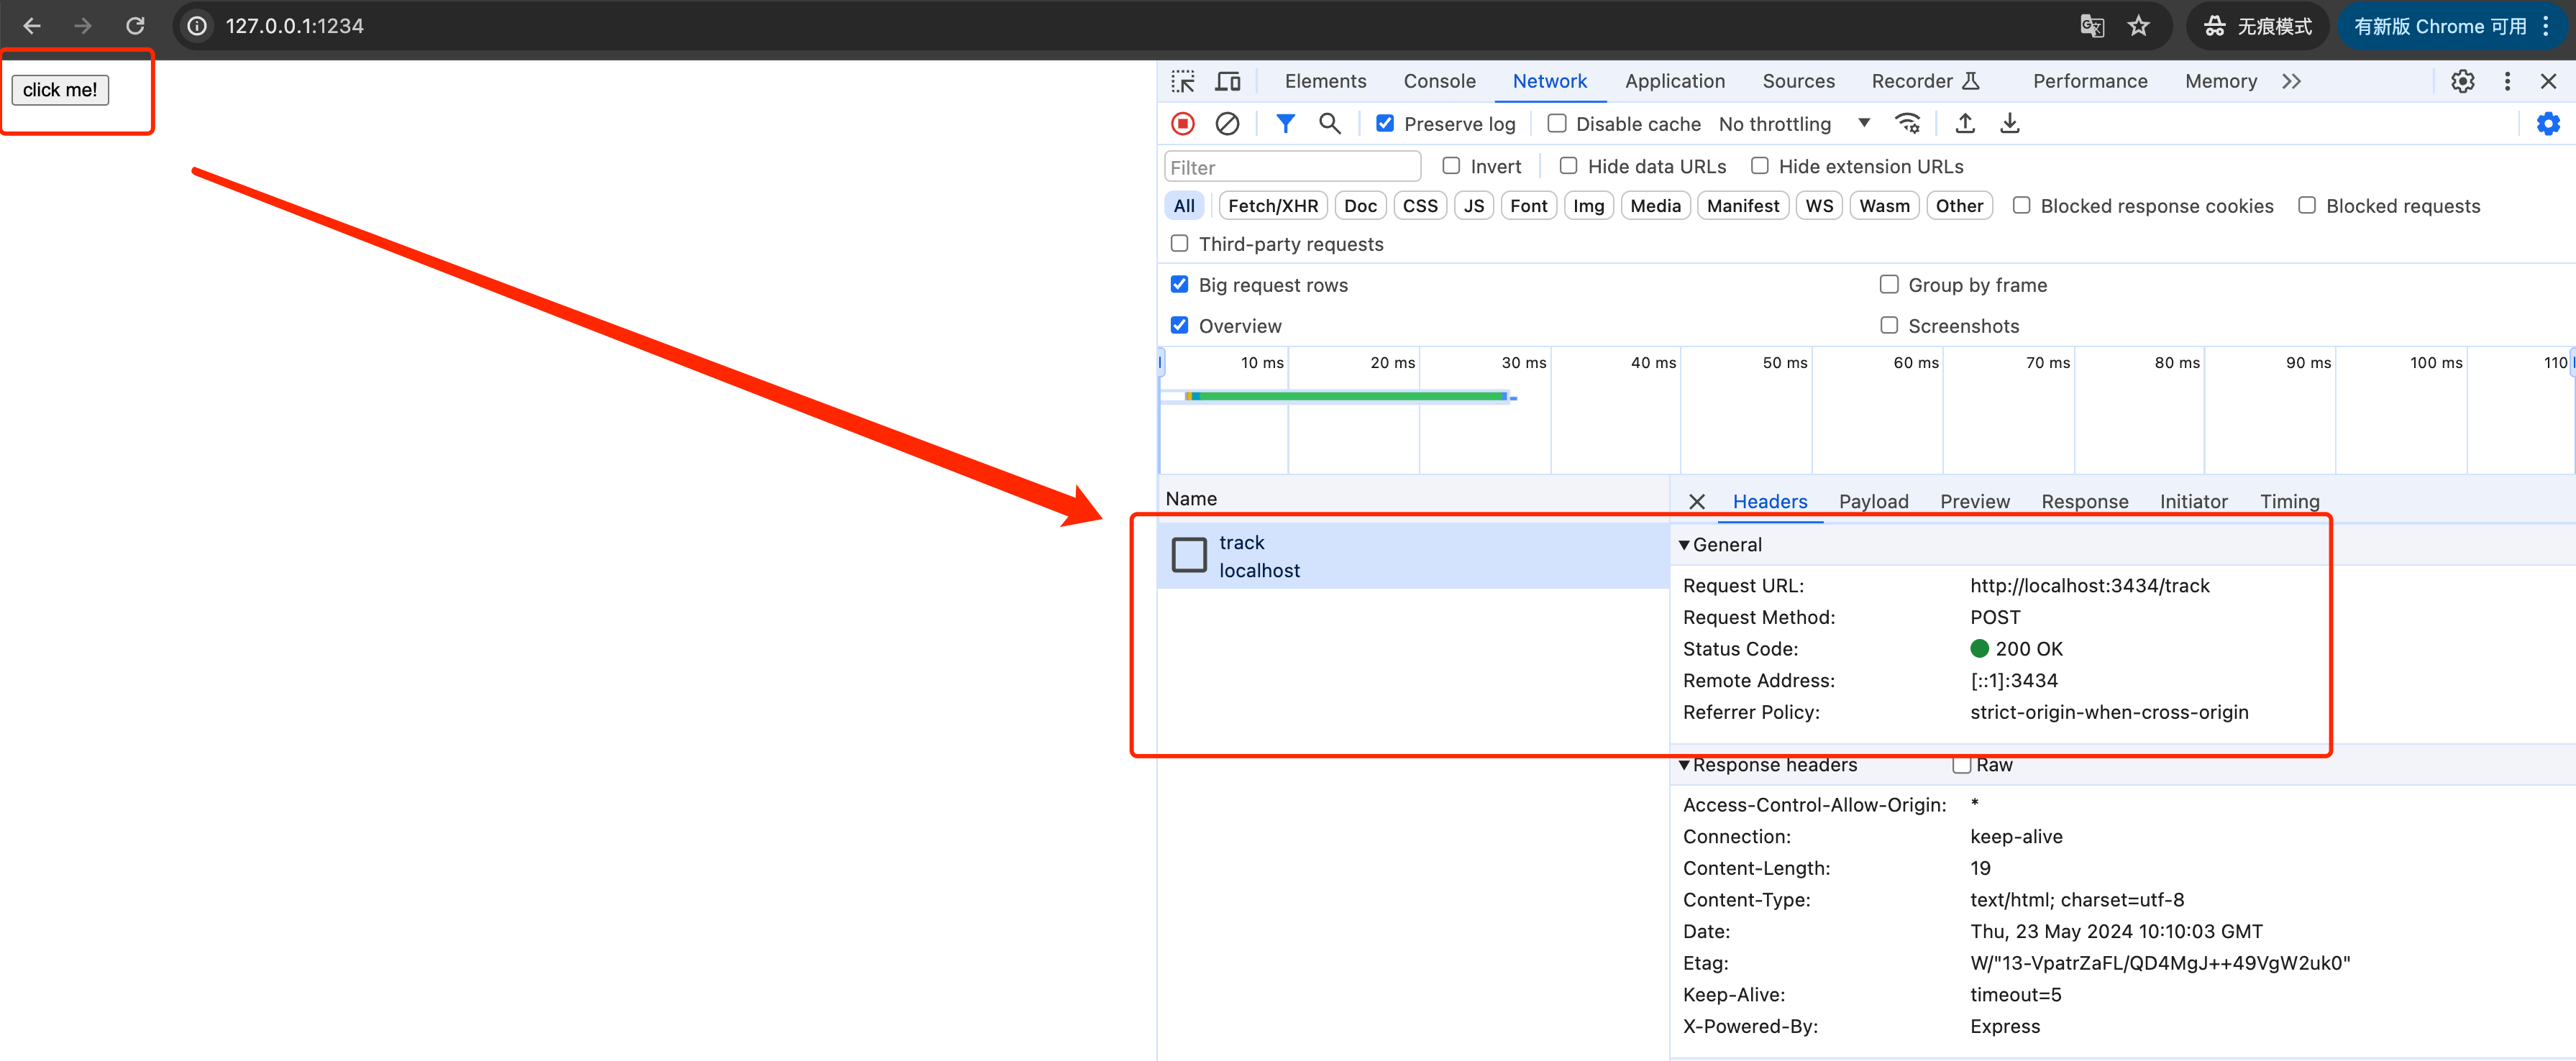 127.0.0.1:1234
无痕模式
有新版 Chrome 可用
click me!
Elements Console Network Application Sources Recorder Performance Memory
Preserve log Disable cache No throttling
Filter Invert Hide data URLs Hide extension URLs
All Fetch/XHR Doc CSS JS Font Img Media Manifest WS Wasm Other Blocked response cookies Blocked requests
Third-party requests
Big request rows Group by frame
Overview Screenshots
10 ms 20 ms 30 ms 40 ms 50 ms 60 ms 70 ms 80 ms 90 ms 100 ms 110
Name
Headers Payload Preview Response Initiator Timing
track
localhost
General
Request URL: http://localhost:3434/track
Request Method: POST
Status Code: 200 OK
Remote Address: [::1]:3434
Referrer Policy: strict-origin-when-cross-origin
Response headers Raw
Access-Control-Allow-Origin: *
Connection: keep-alive
Content-Length: 19
Content-Type: text/html; charset=utf-8
Date: Thu, 23 May 2024 10:10:03 GMT
Etag: W/"13-VpatrZaFL/QD4MgJ++49VgW2uk0"
Keep-Alive: timeout=5
X-Powered-By: Express